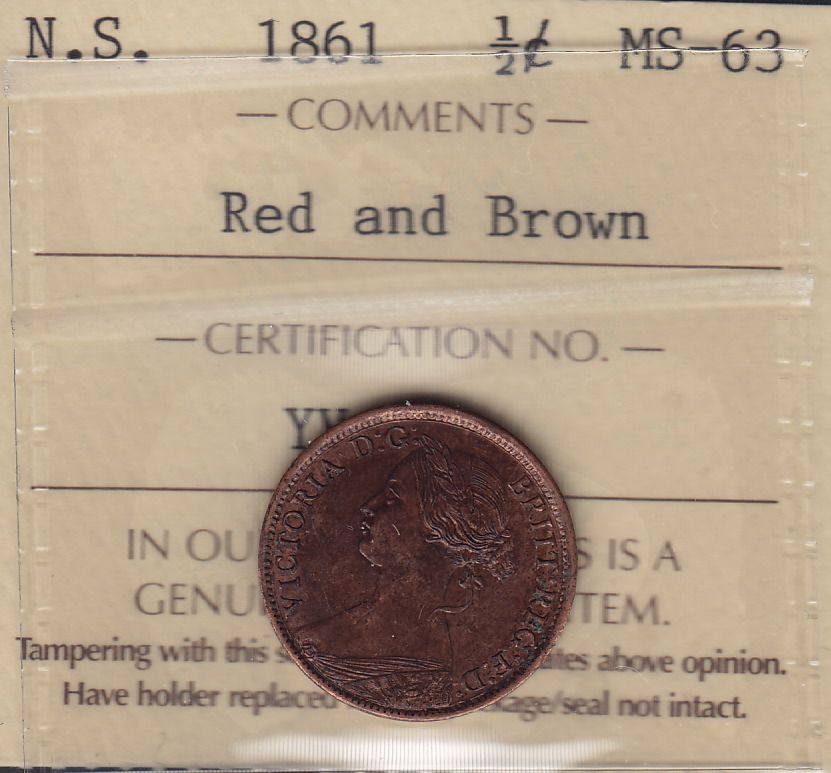 N.S. 1861 ½¢ MS-63
— COMMENTS —
Red and Brown
— CERTIFICATION NO. —
IN OU S IS A
GENU TEM.
Tampering with this s ates above opinion.
Have holder replaced kage/seal not intact.
VICTORIA D:G: BRITT:REG:F:D: